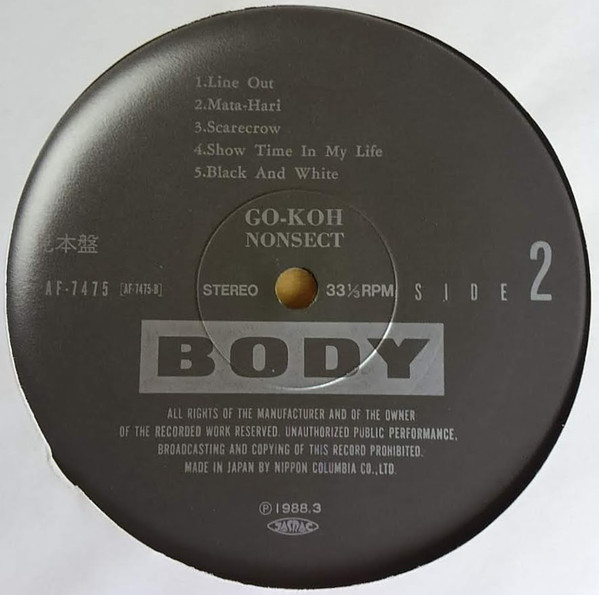 1.Line Out
2.Mata-Hari
3.Scarecrow
4.Show Time In My Life
5.Black And White
GO-KOH
NONSECT
見本盤
AF-7475 [AF-7475-B] STEREO 33⅓RPM SIDE 2
BODY
ALL RIGHTS OF THE MANUFACTURER AND OF THE OWNER
OF THE RECORDED WORK RESERVED. UNAUTHORIZED PUBLIC PERFORMANCE,
BROADCASTING AND COPYING OF THIS RECORD PROHIBITED.
MADE IN JAPAN BY NIPPON COLUMBIA CO.,LTD.
Ⓟ1988.3
JASRAC